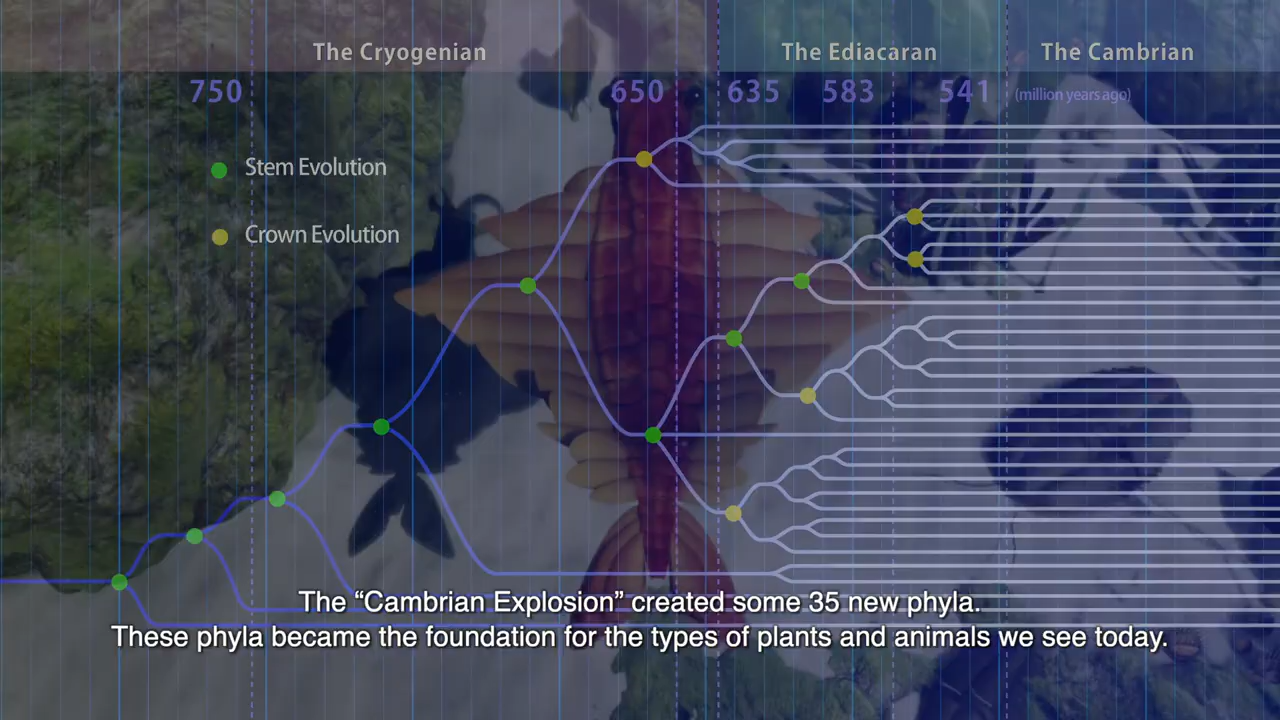 The Cryogenian
The Ediacaran
The Cambrian
750
650
635
583
541
(million years ago)
Stem Evolution
Crown Evolution
The “Cambrian Explosion” created some 35 new phyla.
These phyla became the foundation for the types of plants and animals we see today.